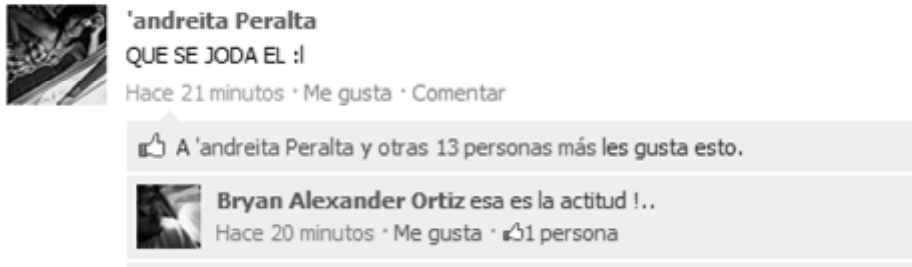 'andreita Peralta
QUE SE JODA EL :l
Hace 21 minutos · Me gusta · Comentar
A 'andreita Peralta y otras 13 personas más les gusta esto.
Bryan Alexander Ortiz esa es la actitud !..
Hace 20 minutos · Me gusta · 1 persona